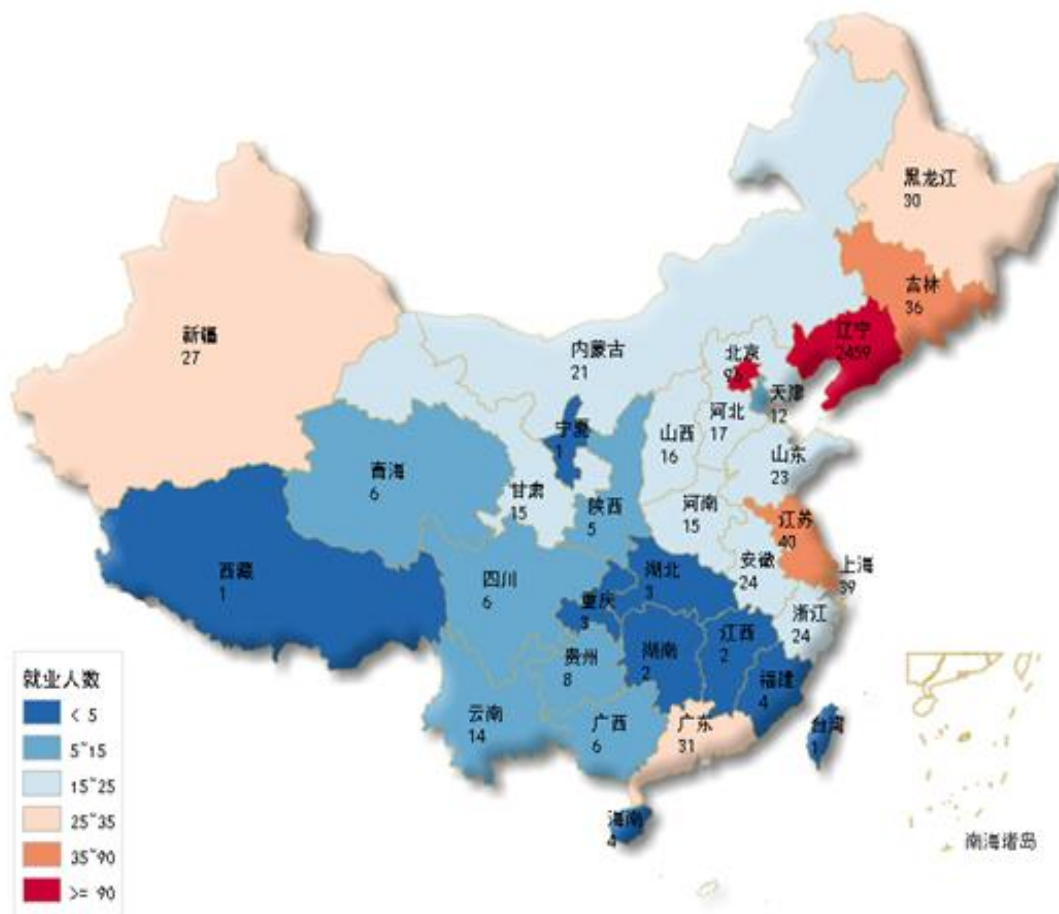 黑龙江
30
吉林
36
新疆
27
辽宁
2459
内蒙古
21
北京
天津
12
宁夏
1
河北
17
山西
16
山东
23
青海
6
甘肃
15
陕西
5
河南
15
江苏
40
安徽
24
上海
39
西藏
1
四川
6
湖北
3
重庆
3
浙江
24
江西
2
湖南
2
贵州
8
福建
4
云南
14
广西
6
广东
31
台湾
1
海南
4
南海诸岛
就业人数
< 5
5~15
15~25
25~35
35~90
>= 90